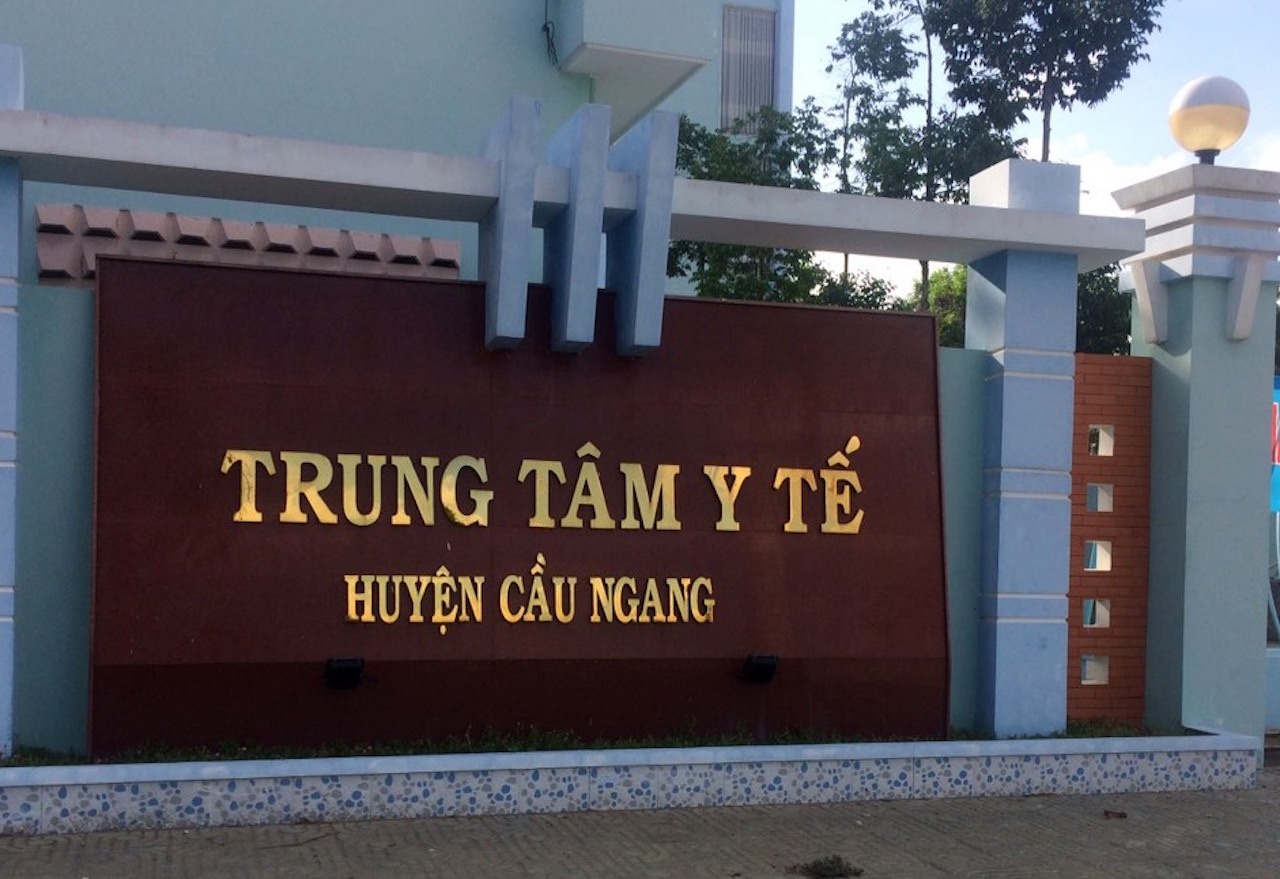 TRUNG TÂM Y TẾ
HUYỆN CẦU NGANG